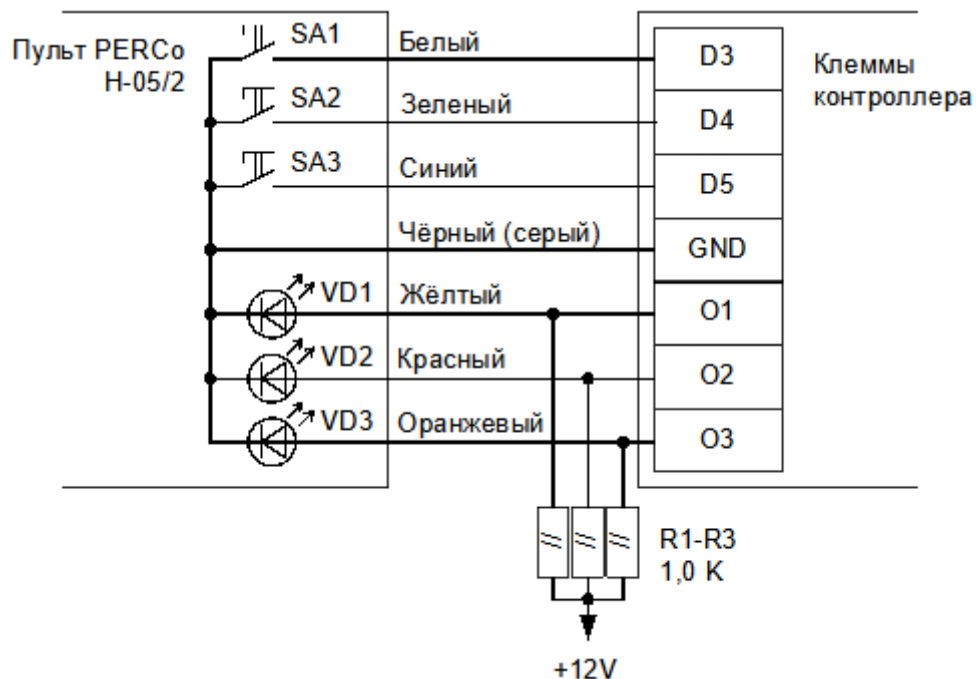 Пульт PERCo
H-05/2
SA1
Белый
D3
Клеммы
контроллера
SA2
Зеленый
D4
SA3
Синий
D5
Чёрный (серый)
GND
VD1
Жёлтый
O1
VD2
Красный
O2
VD3
Оранжевый
O3
R1-R3
1,0 K
+12V